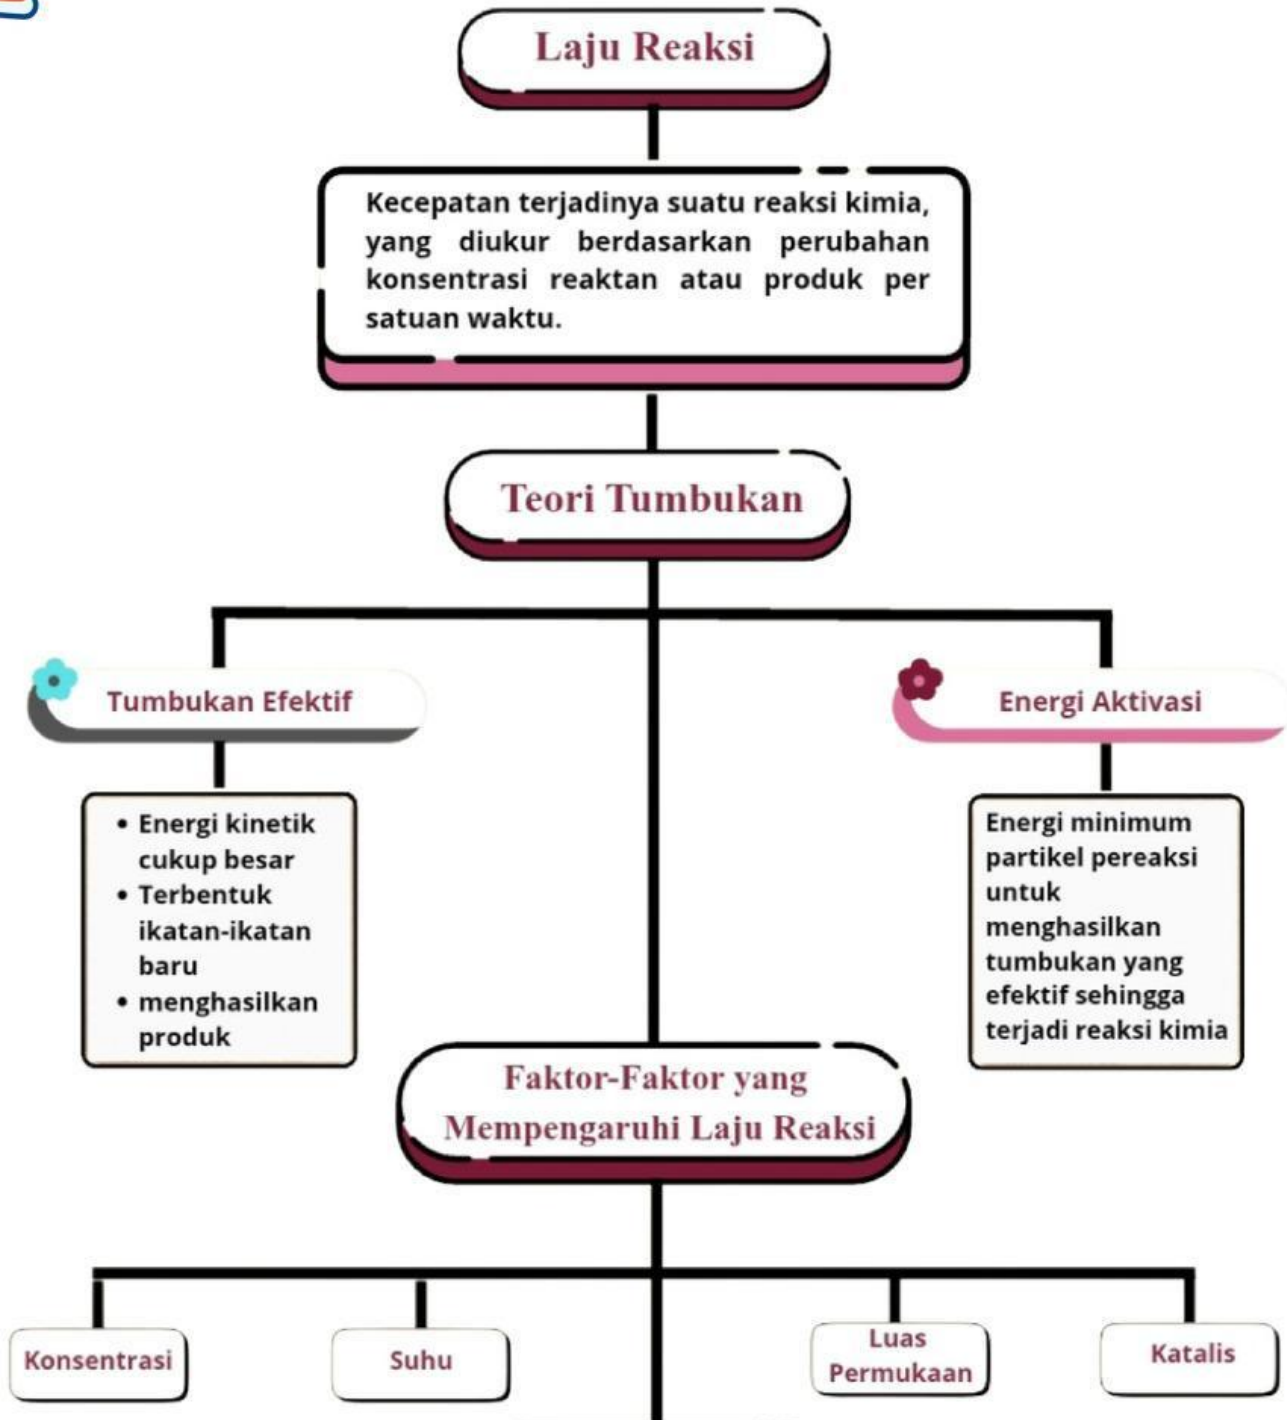 Laju Reaksi
Kecepatan terjadinya suatu reaksi kimia,
yang diukur berdasarkan perubahan
konsentrasi reaktan atau produk per
satuan waktu.
Teori Tumbukan
Tumbukan Efektif
• Energi kinetik
cukup besar
• Terbentuk
ikatan-ikatan
baru
• menghasilkan
produk
Energi Aktivasi
Energi minimum
partikel pereaksi
untuk
menghasilkan
tumbukan yang
efektif sehingga
terjadi reaksi kimia
Faktor-Faktor yang
Mempengaruhi Laju Reaksi
Konsentrasi
Suhu
Luas
Permukaan
Katalis